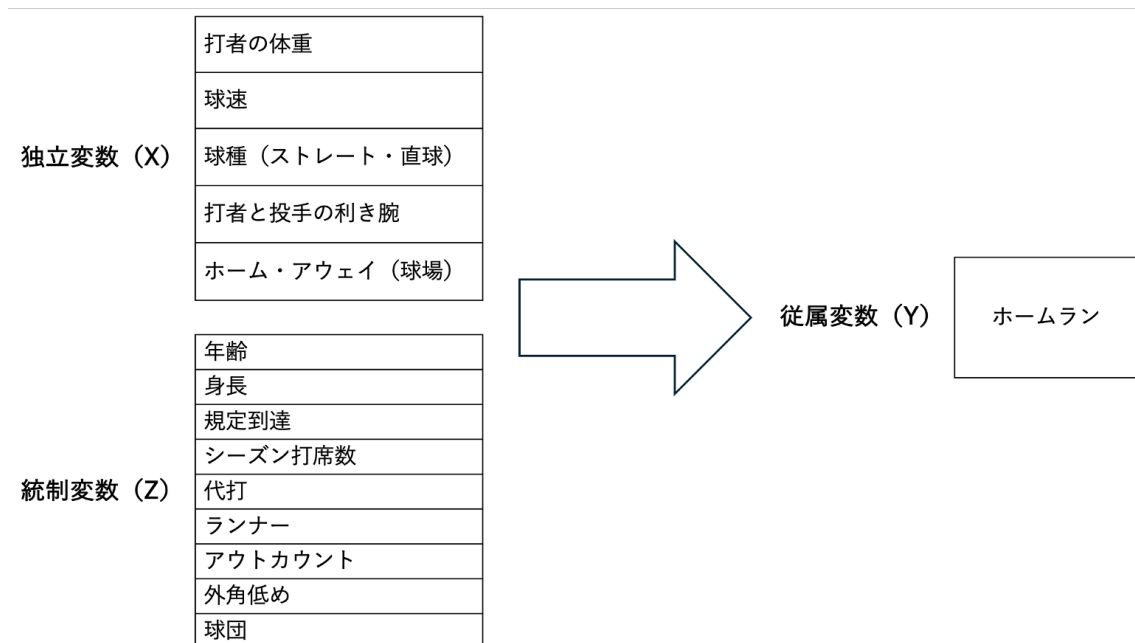 独立変数（X）
打者の体重
球速
球種（ストレート・直球）
打者と投手の利き腕
ホーム・アウェイ（球場）
統制変数（Z）
年齢
身長
規定到達
シーズン打席数
代打
ランナー
アウトカウント
外角低め
球団
従属変数（Y）
ホームラン